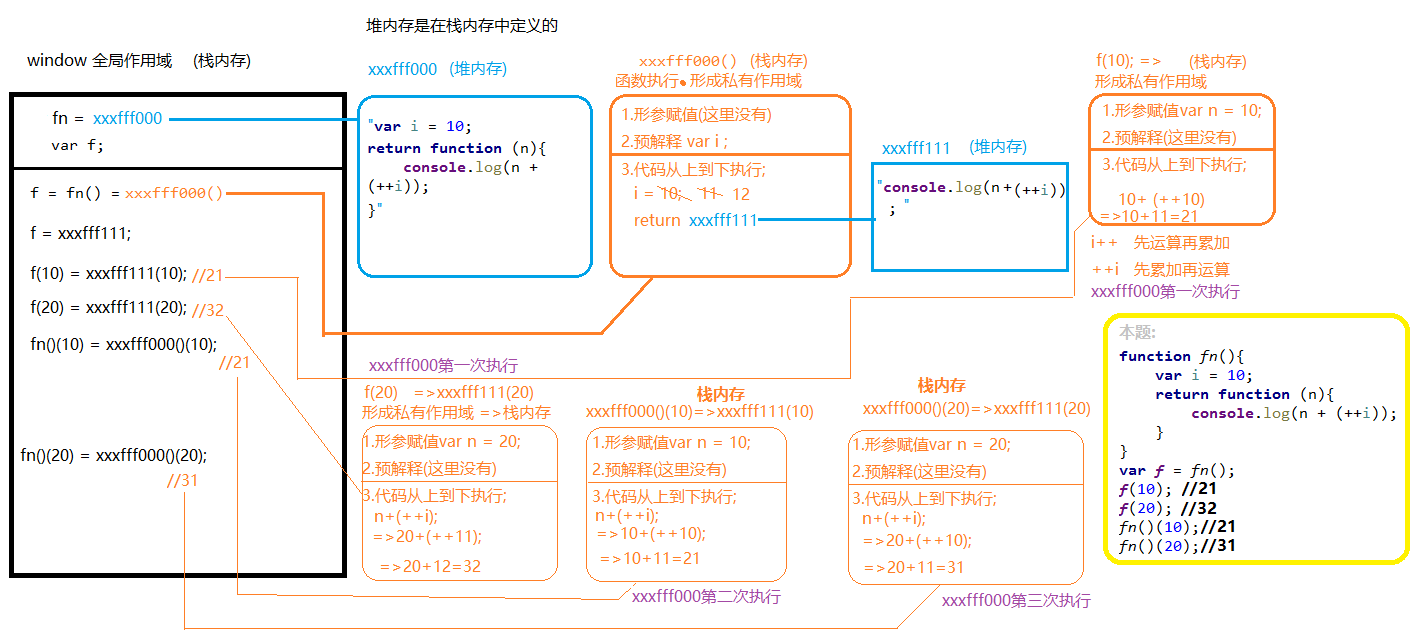 堆内存是在栈内存中定义的
window 全局作用域 (栈内存)
fn = xxxfff000
var f;
f = fn() = xxxfff000()
f = xxxfff111;
f(10) = xxxfff111(10); //21
f(20) = xxxfff111(20); //32
fn()(10) = xxxfff000()(10);
//21
fn()(20) = xxxfff000()(20);
//31
xxxfff000 (堆内存)
"var i = 10;
return function (n){
console.log(n +
(++i));
}"
xxxfff000() (栈内存)
函数执行。形成私有作用域
1.形参赋值(这里没有)
2.预解释 var i ;
3.代码从上到下执行;
i = 10; 11 12
return xxxfff111
xxxfff111 (堆内存)
"console.log(n+(++i))
; "
f(10); => (栈内存)
形成私有作用域
1.形参赋值var n = 10;
2.预解释(这里没有)
3.代码从上到下执行;
10+ (++10)
=>10+11=21
i++ 先运算再累加
++i 先累加再运算
xxxfff000第一次执行
xxxfff000第一次执行
f(20) =>xxxfff111(20)
形成私有作用域 =>栈内存
1.形参赋值var n = 20;
2.预解释(这里没有)
3.代码从上到下执行;
n+(++i);
=>20+(++11);
=>20+12=32
栈内存
xxxfff000()(10)=>xxxfff111(10)
1.形参赋值var n = 10;
2.预解释(这里没有)
3.代码从上到下执行;
n+(++i);
=>10+(++10);
=>10+11=21
xxxfff000第二次执行
栈内存
xxxfff000()(20)=>xxxfff111(20)
1.形参赋值var n = 20;
2.预解释(这里没有)
3.代码从上到下执行;
n+(++i);
=>20+(++10);
=>20+11=31
xxxfff000第三次执行
本题:
function fn(){
var i = 10;
return function (n){
console.log(n + (++i));
}
}
var f = fn();
f(10); //21
f(20); //32
fn()(10);//21
fn()(20);//31